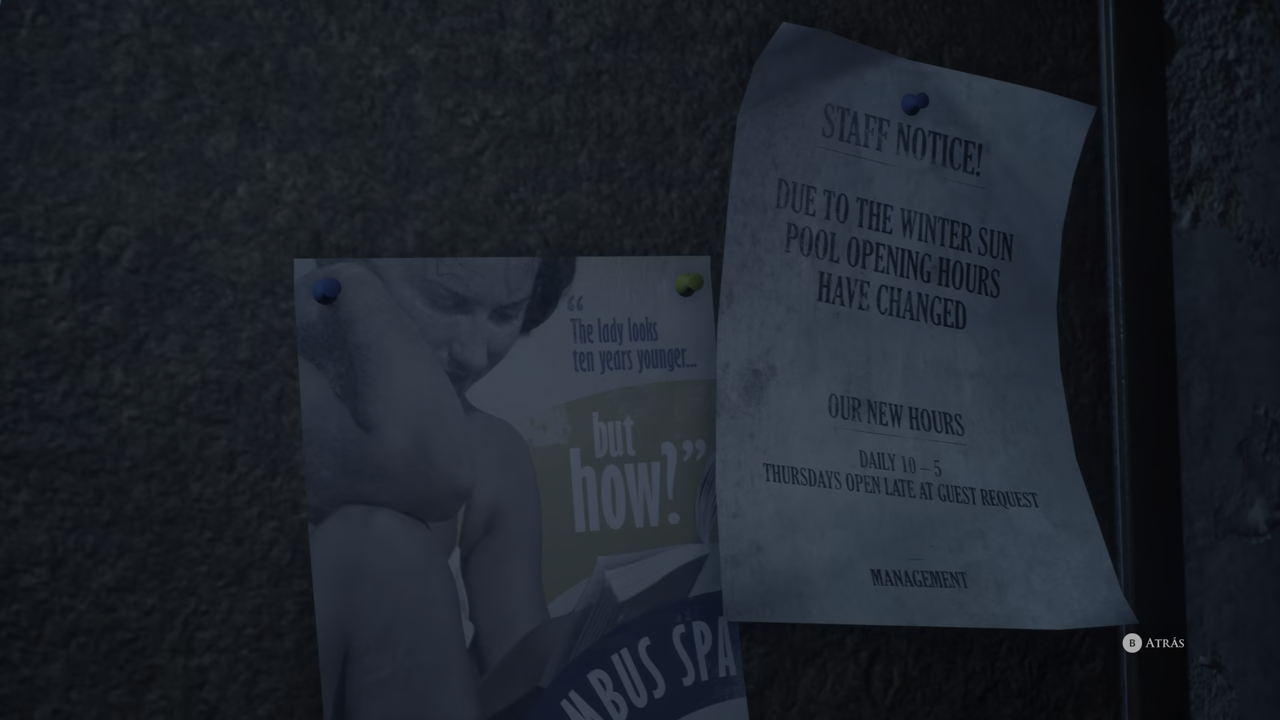 STAFF NOTICE!
DUE TO THE WINTER SUN
POOL OPENING HOURS
HAVE CHANGED
OUR NEW HOURS
DAILY 10 – 5
THURSDAYS OPEN LATE AT GUEST REQUEST
MANAGEMENT
“
The lady looks
ten years younger...
but
how?”
SPA
B ATRÁS